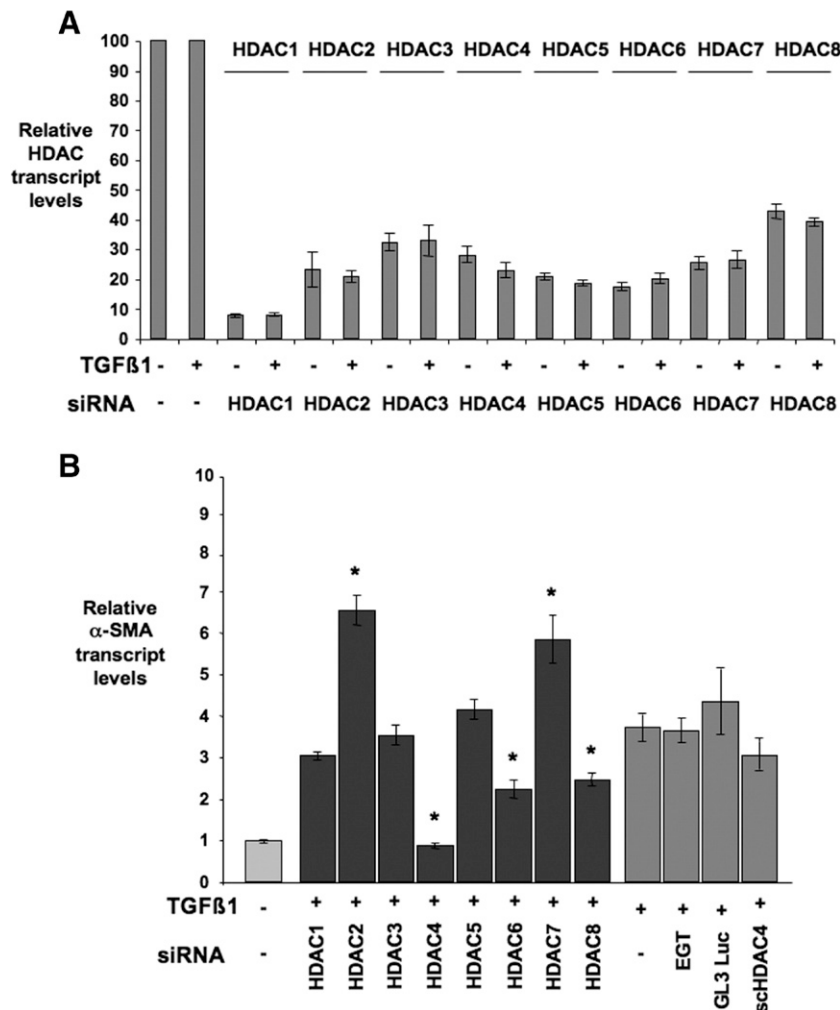 A
100
90
80
70
60
50
40
30
20
10
0
Relative
HDAC
transcript
levels
HDAC1 HDAC2 HDAC3 HDAC4 HDAC5 HDAC6 HDAC7 HDAC8
TGFß1 - + - + - + - + - + - + - + - + - +
siRNA - - HDAC1 HDAC2 HDAC3 HDAC4 HDAC5 HDAC6 HDAC7 HDAC8
B
10
9
8
7
6
5
4
3
2
1
0
Relative
α-SMA
transcript
levels
* * * * *
TGFß1 - + + + + + + + + + + + +
siRNA - HDAC1 HDAC2 HDAC3 HDAC4 HDAC5 HDAC6 HDAC7 HDAC8 - EGT GL3 Luc scHDAC4